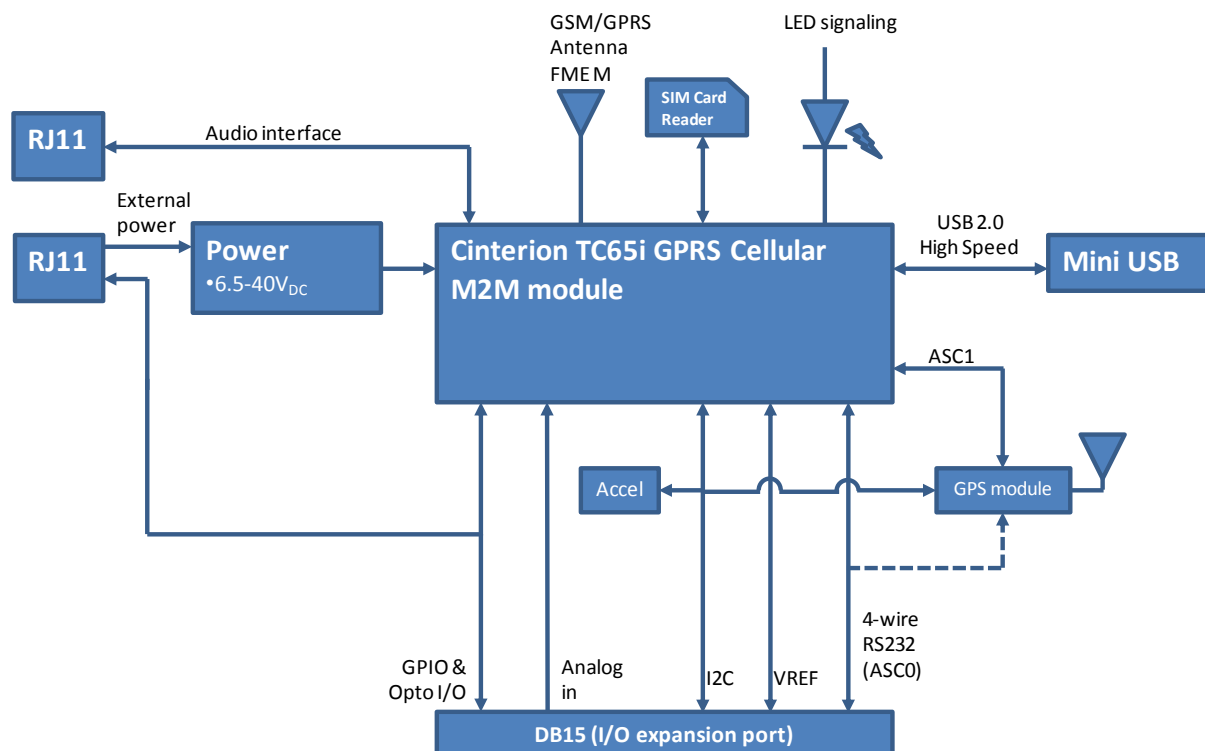 GSM/GPRS
Antenna
FME M
LED signaling
SIM Card
Reader
RJ11
Audio interface
External
power
RJ11
Power
•6.5-40VDC
Cinterion TC65i GPRS Cellular
M2M module
USB 2.0
High Speed
Mini USB
ASC1
Accel
GPS module
GPIO &
Opto I/O
Analog
in
I2C
VREF
4-wire
RS232
(ASC0)
DB15 (I/O expansion port)